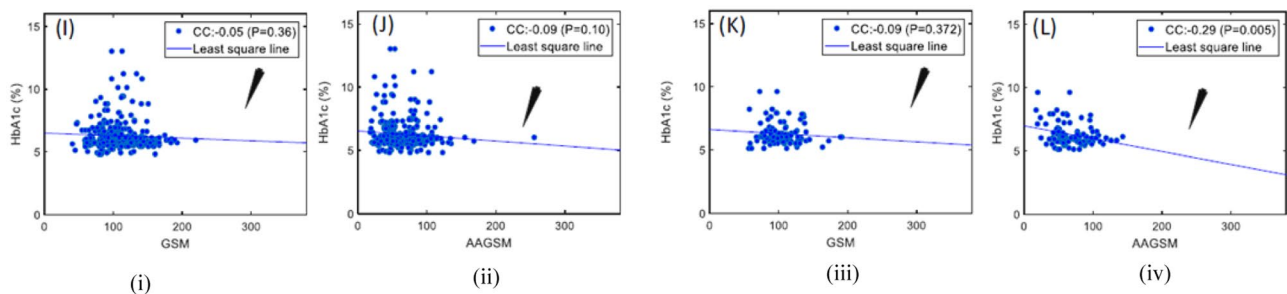 (I)
CC:-0.05 (P=0.36)
Least square line
HbA1c (%)
15
10
5
0
0 100 200 300
GSM
(i)
(J)
CC:-0.09 (P=0.10)
Least square line
HbA1c (%)
15
10
5
0
0 100 200 300
AAGSM
(ii)
(K)
CC:-0.09 (P=0.372)
Least square line
HbA1c (%)
15
10
5
0
0 100 200 300
GSM
(iii)
(L)
CC:-0.29 (P=0.005)
Least square line
HbA1c (%)
15
10
5
0
0 100 200 300
AAGSM
(iv)